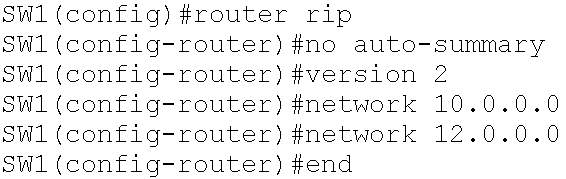 SW1(config)#router rip
SW1(config-router)#no auto-summary
SW1(config-router)#version 2
SW1(config-router)#network 10.0.0.0
SW1(config-router)#network 12.0.0.0
SW1(config-router)#end